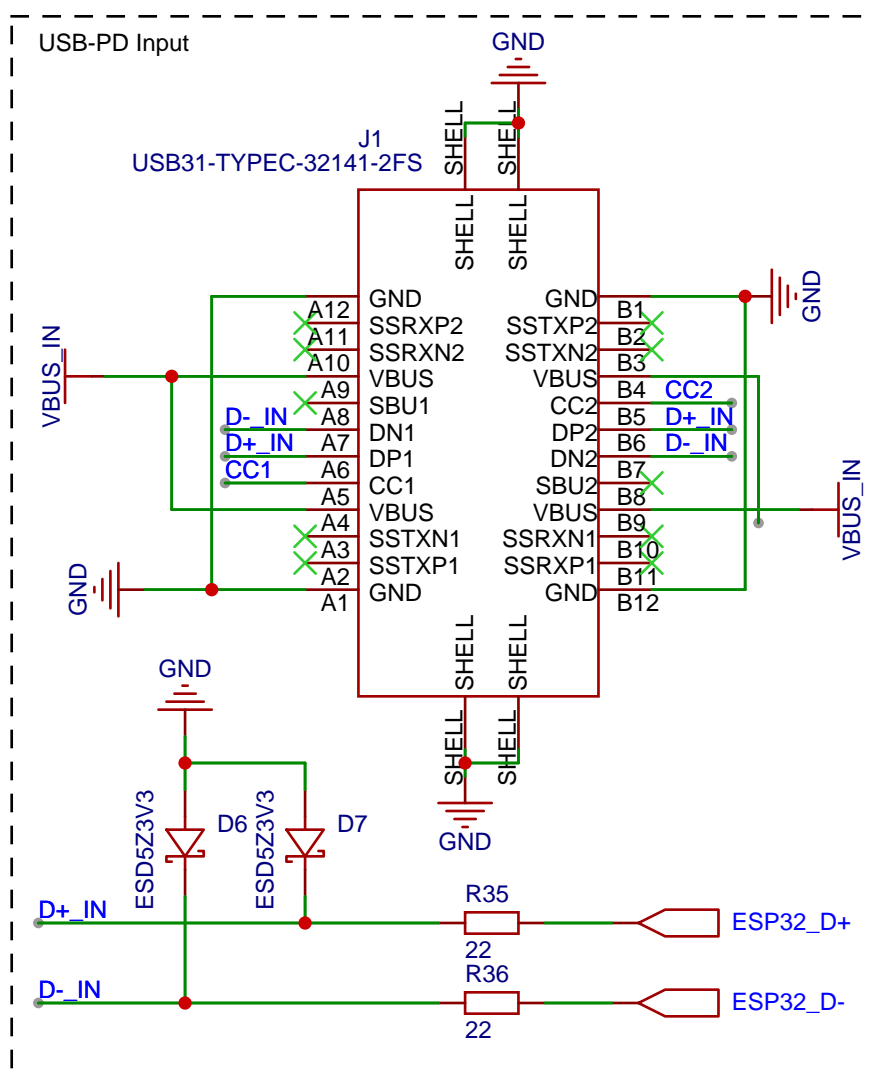 USB-PD Input
GND
J1
USB31-TYPEC-32141-2FS
SHELL SHELL
SHELL SHELL
GND GND
A12 B1
SSRXP2 SSTXP2
A11 B2
SSRXN2 SSTXN2
A10 B3
VBUS_IN VBUS VBUS
A9 B4
SBU1 CC2 CC2
A8 B5
D-_IN DN1 DP2 D+_IN
A7 B6
D+_IN DP1 DN2 D-_IN
A6 B7
CC1 CC1 SBU2
A5 B8
VBUS VBUS VBUS_IN
A4 B9
SSTXN1 SSRXN1
A3 B10
SSTXP1 SSRXP1
A2 B11
GND GND GND
A1 B12
GND
SHELL SHELL
SHELL SHELL
GND
GND
ESD5Z3V3 D6 ESD5Z3V3 D7
D+_IN R35 ESP32_D+
22
D-_IN R36 ESP32_D-
22